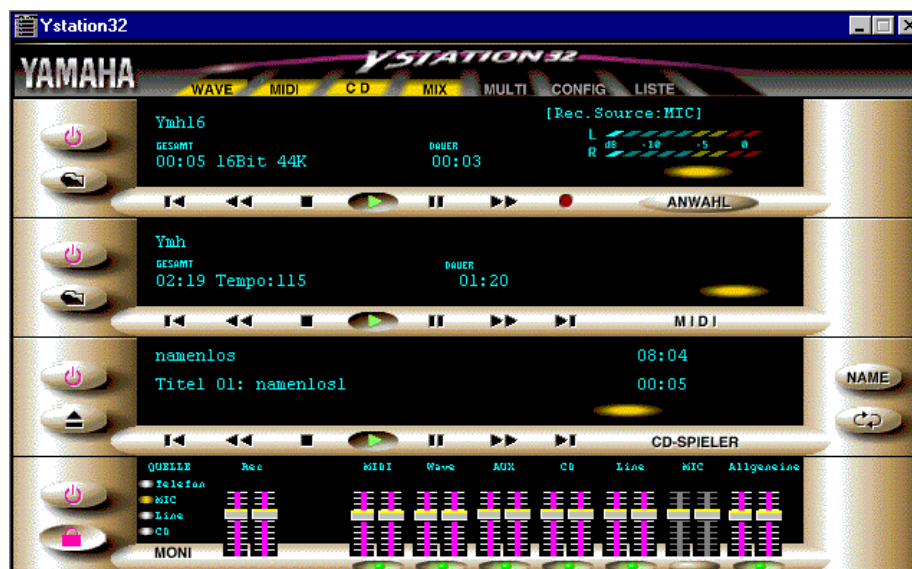 Ystation32
YAMAHA
YSTATION 32
WAVE MIDI CD MIX MULTI CONFIG LISTE
Ymh16 [Rec.Source:MIC]
GESAMT DAUER L dB -10 -5 0
00:05 16Bit 44K 00:03 R
ANWAHL
Ymh
GESAMT DAUER
02:19 Tempo:115 01:20
MIDI
namenlos 08:04
Titel 01: namenlos1 00:05
NAME
CD-SPIELER
QUELLE Rec MIDI Wave AUX CD Line MIC Allgemeine
Telefon
MIC
Line
CD
MONI